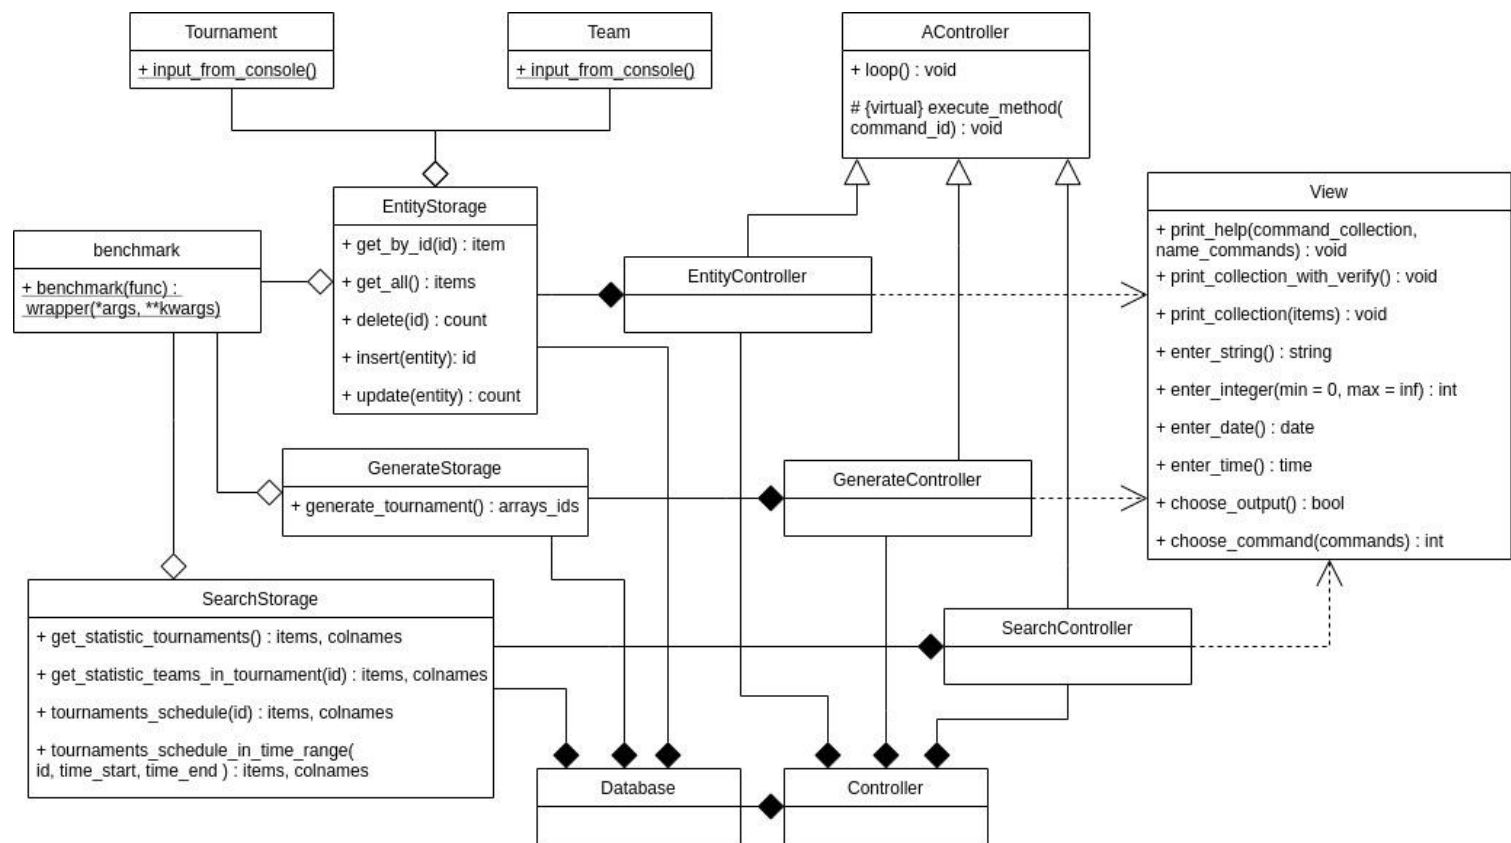 Tournament
+ input_from_console()
Team
+ input_from_console()
AController
+ loop() : void
# {virtual} execute_method(
command_id) : void
View
+ print_help(command_collection,
name_commands) : void
+ print_collection_with_verify() : void
+ print_collection(items) : void
+ enter_string() : string
+ enter_integer(min = 0, max = inf) : int
+ enter_date() : date
+ enter_time() : time
+ choose_output() : bool
+ choose_command(commands) : int
EntityStorage
+ get_by_id(id) : item
+ get_all() : items
+ delete(id) : count
+ insert(entity): id
+ update(entity) : count
benchmark
+ benchmark(func) :
wrapper(*args, **kwargs)
EntityController
GenerateStorage
+ generate_tournament() : arrays_ids
GenerateController
SearchStorage
+ get_statistic_tournaments() : items, colnames
+ get_statistic_teams_in_tournament(id) : items, colnames
+ tournaments_schedule(id) : items, colnames
+ tournaments_schedule_in_time_range(
id, time_start, time_end ) : items, colnames
SearchController
Database
Controller